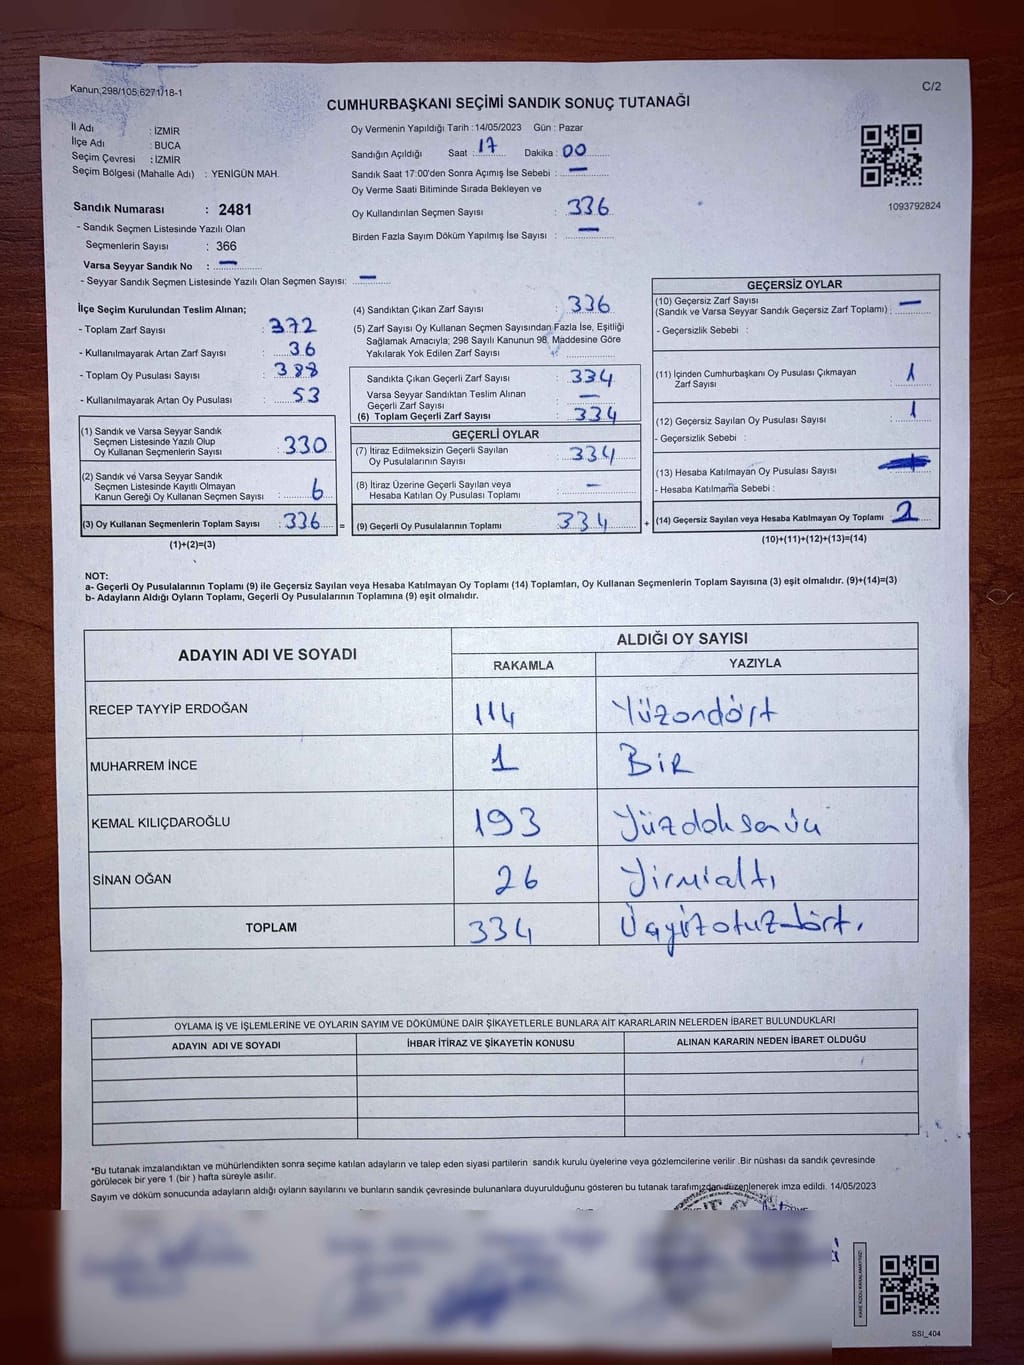 Kanun;298/105,6271/18-1
C/2
CUMHURBAŞKANI SEÇİMİ SANDIK SONUÇ TUTANAĞI
İl Adı : İZMİR
İlçe Adı : BUCA
Seçim Çevresi : İZMİR
Seçim Bölgesi (Mahalle Adı) : YENİGÜN MAH.
Oy Vermenin Yapıldığı Tarih :14/05/2023 Gün : Pazar
Sandığın Açıldığı Saat : 17 Dakika : 00
Sandık Saat 17:00'den Sonra Açımış İse Sebebi : —
Oy Verme Saati Bitiminde Sırada Bekleyen ve
Oy Kullandırılan Seçmen Sayısı : 336
Birden Fazla Sayım Döküm Yapılmış İse Sayısı : —
1093792824
Sandık Numarası : 2481
- Sandık Seçmen Listesinde Yazılı Olan
Seçmenlerin Sayısı : 366
Varsa Seyyar Sandık No : —
- Seyyar Sandık Seçmen Listesinde Yazılı Olan Seçmen Sayısı: —
İlçe Seçim Kurulundan Teslim Alınan;
- Toplam Zarf Sayısı : 372
- Kullanılmayarak Artan Zarf Sayısı : 36
- Toplam Oy Pusulası Sayısı :
- Kullanılmayarak Artan Oy Pusulası : 53
(1) Sandık ve Varsa Seyyar Sandık
Seçmen Listesinde Yazılı Olup
Oy Kullanan Seçmenlerin Sayısı : 330
(2) Sandık ve Varsa Seyyar Sandık
Seçmen Listesinde Kayıtlı Olmayan
Kanun Gereği Oy Kullanan Seçmen Sayısı : 6
(3) Oy Kullanan Seçmenlerin Toplam Sayısı : 336 =
(1)+(2)=(3)
(4) Sandıktan Çıkan Zarf Sayısı : 336
(5) Zarf Sayısı Oy Kullanan Seçmen Sayısından Fazla İse, Eşitliği
Sağlamak Amacıyla; 298 Sayılı Kanunun 98. Maddesine Göre
Yakılarak Yok Edilen Zarf Sayısı :
Sandıkta Çıkan Geçerli Zarf Sayısı : 334
Varsa Seyyar Sandıktan Teslim Alınan
Geçerli Zarf Sayısı : —
(6) Toplam Geçerli Zarf Sayısı : 334
GEÇERLİ OYLAR
(7) İtiraz Edilmeksizin Geçerli Sayılan
Oy Pusulalarının Sayısı : 334
(8) İtiraz Üzerine Geçerli Sayılan veya
Hesaba Katılan Oy Pusulası Toplamı : —
(9) Geçerli Oy Pusulalarının Toplamı : 334 +
GEÇERSİZ OYLAR
(10) Geçersiz Zarf Sayısı
(Sandık ve Varsa Seyyar Sandık Geçersiz Zarf Toplamı) : —
- Geçersizlik Sebebi :
(11) İçinden Cumhurbaşkanı Oy Pusulası Çıkmayan
Zarf Sayısı : 1
(12) Geçersiz Sayılan Oy Pusulası Sayısı : 1
- Geçersizlik Sebebi :
(13) Hesaba Katılmayan Oy Pusulası Sayısı
- Hesaba Katılmama Sebebi :
(14) Geçersiz Sayılan veya Hesaba Katılmayan Oy Toplamı : 2
(10)+(11)+(12)+(13)=(14)
NOT:
a- Geçerli Oy Pusulalarının Toplamı (9) ile Geçersiz Sayılan veya Hesaba Katılmayan Oy Toplamı (14) Toplamları, Oy Kullanan Seçmenlerin Toplam Sayısına (3) eşit olmalıdır. (9)+(14)=(3)
b- Adayların Aldığı Oyların Toplamı, Geçerli Oy Pusulalarının Toplamına (9) eşit olmalıdır.
ADAYIN ADI VE SOYADI
ALDIĞI OY SAYISI
RAKAMLA YAZIYLA
RECEP TAYYİP ERDOĞAN 114 Yüzondört
MUHARREM İNCE 1 BİR
KEMAL KILIÇDAROĞLU 193 Yüzdoksanüç
SİNAN OĞAN 26 Yirmialtı
TOPLAM 334 Üçyüzotuzdört.
OYLAMA İŞ VE İŞLEMLERİNE VE OYLARIN SAYIM VE DÖKÜMÜNE DAİR ŞİKAYETLERLE BUNLARA AİT KARARLARIN NELERDEN İBARET BULUNDUKLARI
ADAYIN ADI VE SOYADI İHBAR İTİRAZ VE ŞİKAYETİN KONUSU ALINAN KARARIN NEDEN İBARET OLDUĞU
*Bu tutanak imzalandıktan ve mühürlendikten sonra seçime katılan adayların ve talep eden siyasi partilerin sandık kurulu üyelerine veya gözlemcilerine verilir .Bir nüshası da sandık çevresinde
görülecek bir yere 1 (bir ) hafta süreyle asılır.
Sayım ve döküm sonucunda adayların aldığı oyların sayılarını ve bunların sandık çevresinde bulunanlara duyurulduğunu gösteren bu tutanak tarafımızdan düzenlenerek imza edildi. 14/05/2023
SSI_404